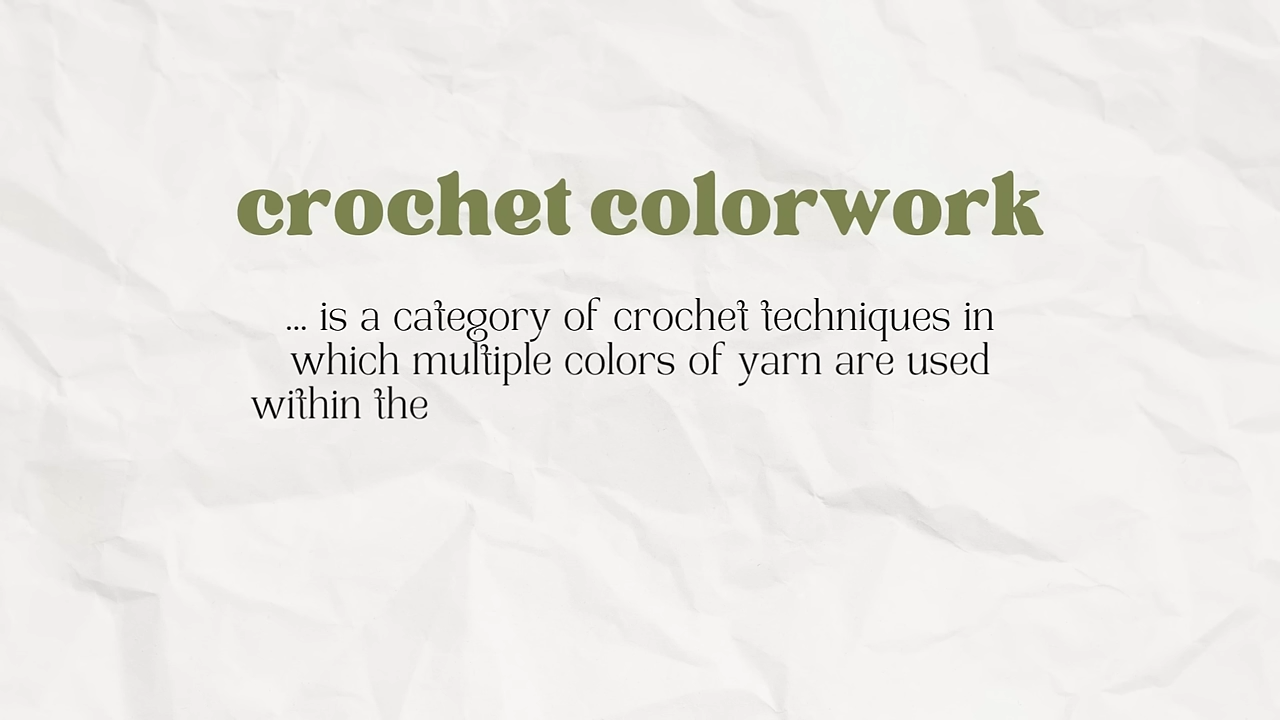 crochet colorwork
... is a category of crochet techniques in
which multiple colors of yarn are used
within the